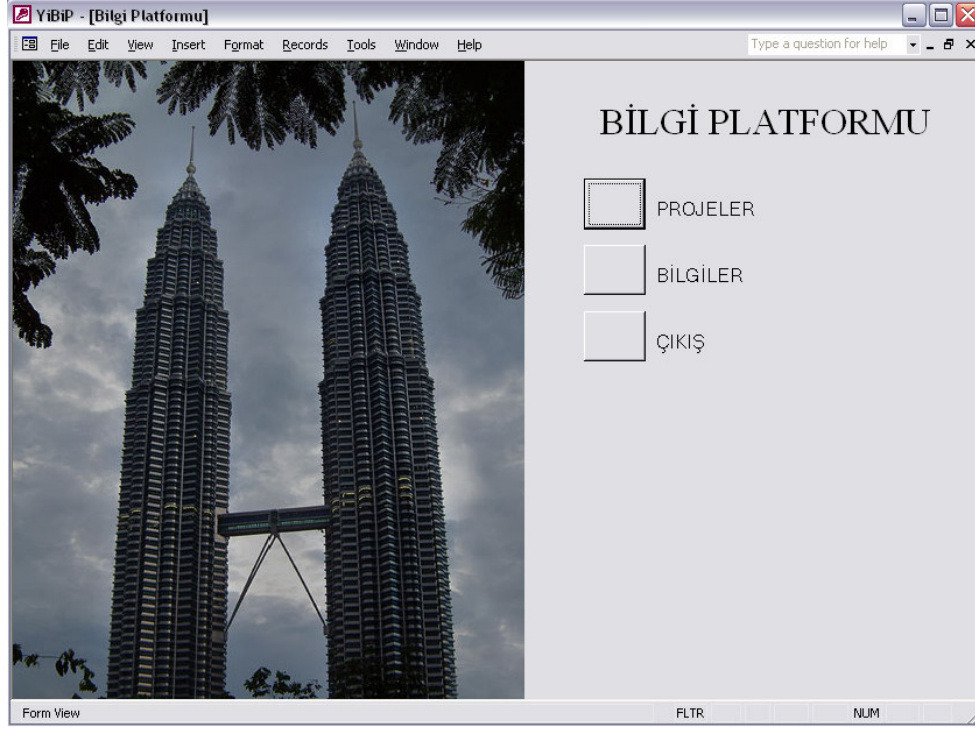 YiBiP - [Bilgi Platformu]
File Edit View Insert Format Records Tools Window Help Type a question for help
BİLGİ PLATFORMU
PROJELER
BİLGİLER
ÇIKIŞ
Form View FLTR NUM